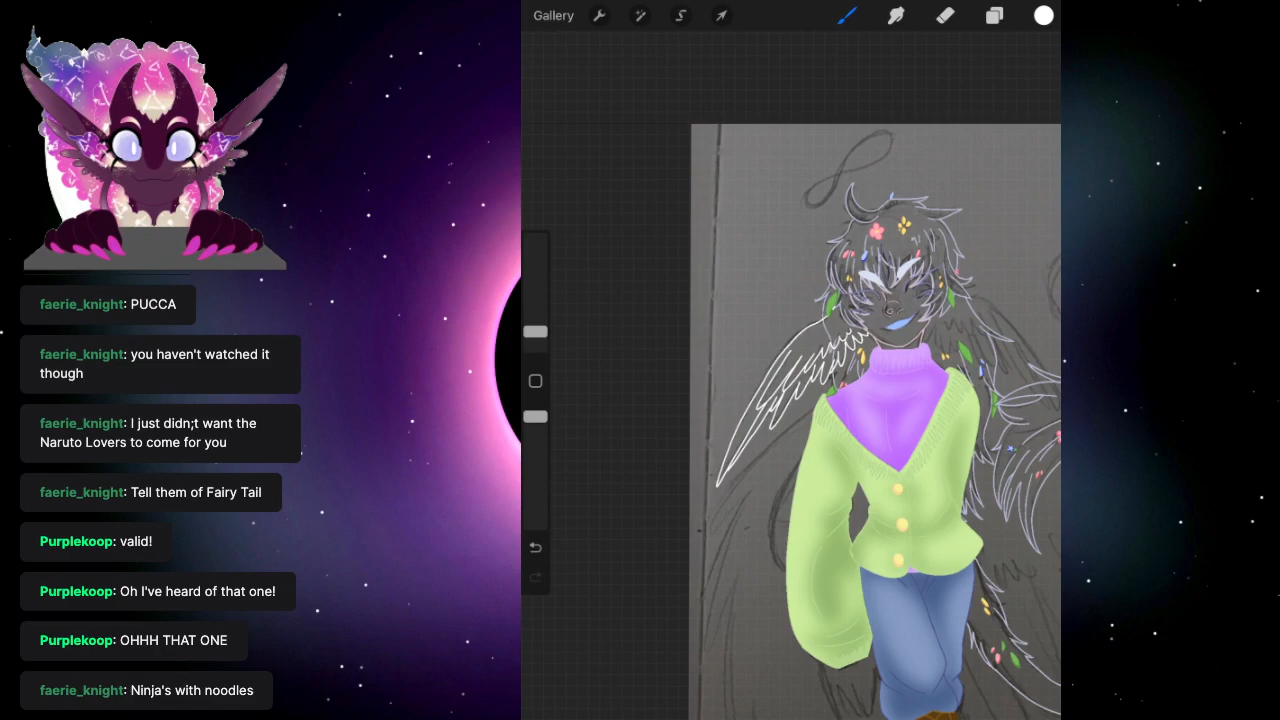 Gallery
faerie_knight: PUCCA
faerie_knight: you haven't watched it
though
faerie_knight: I just didn;t want the
Naruto Lovers to come for you
faerie_knight: Tell them of Fairy Tail
Purplekoop: valid!
Purplekoop: Oh I've heard of that one!
Purplekoop: OHHH THAT ONE
faerie_knight: Ninja's with noodles